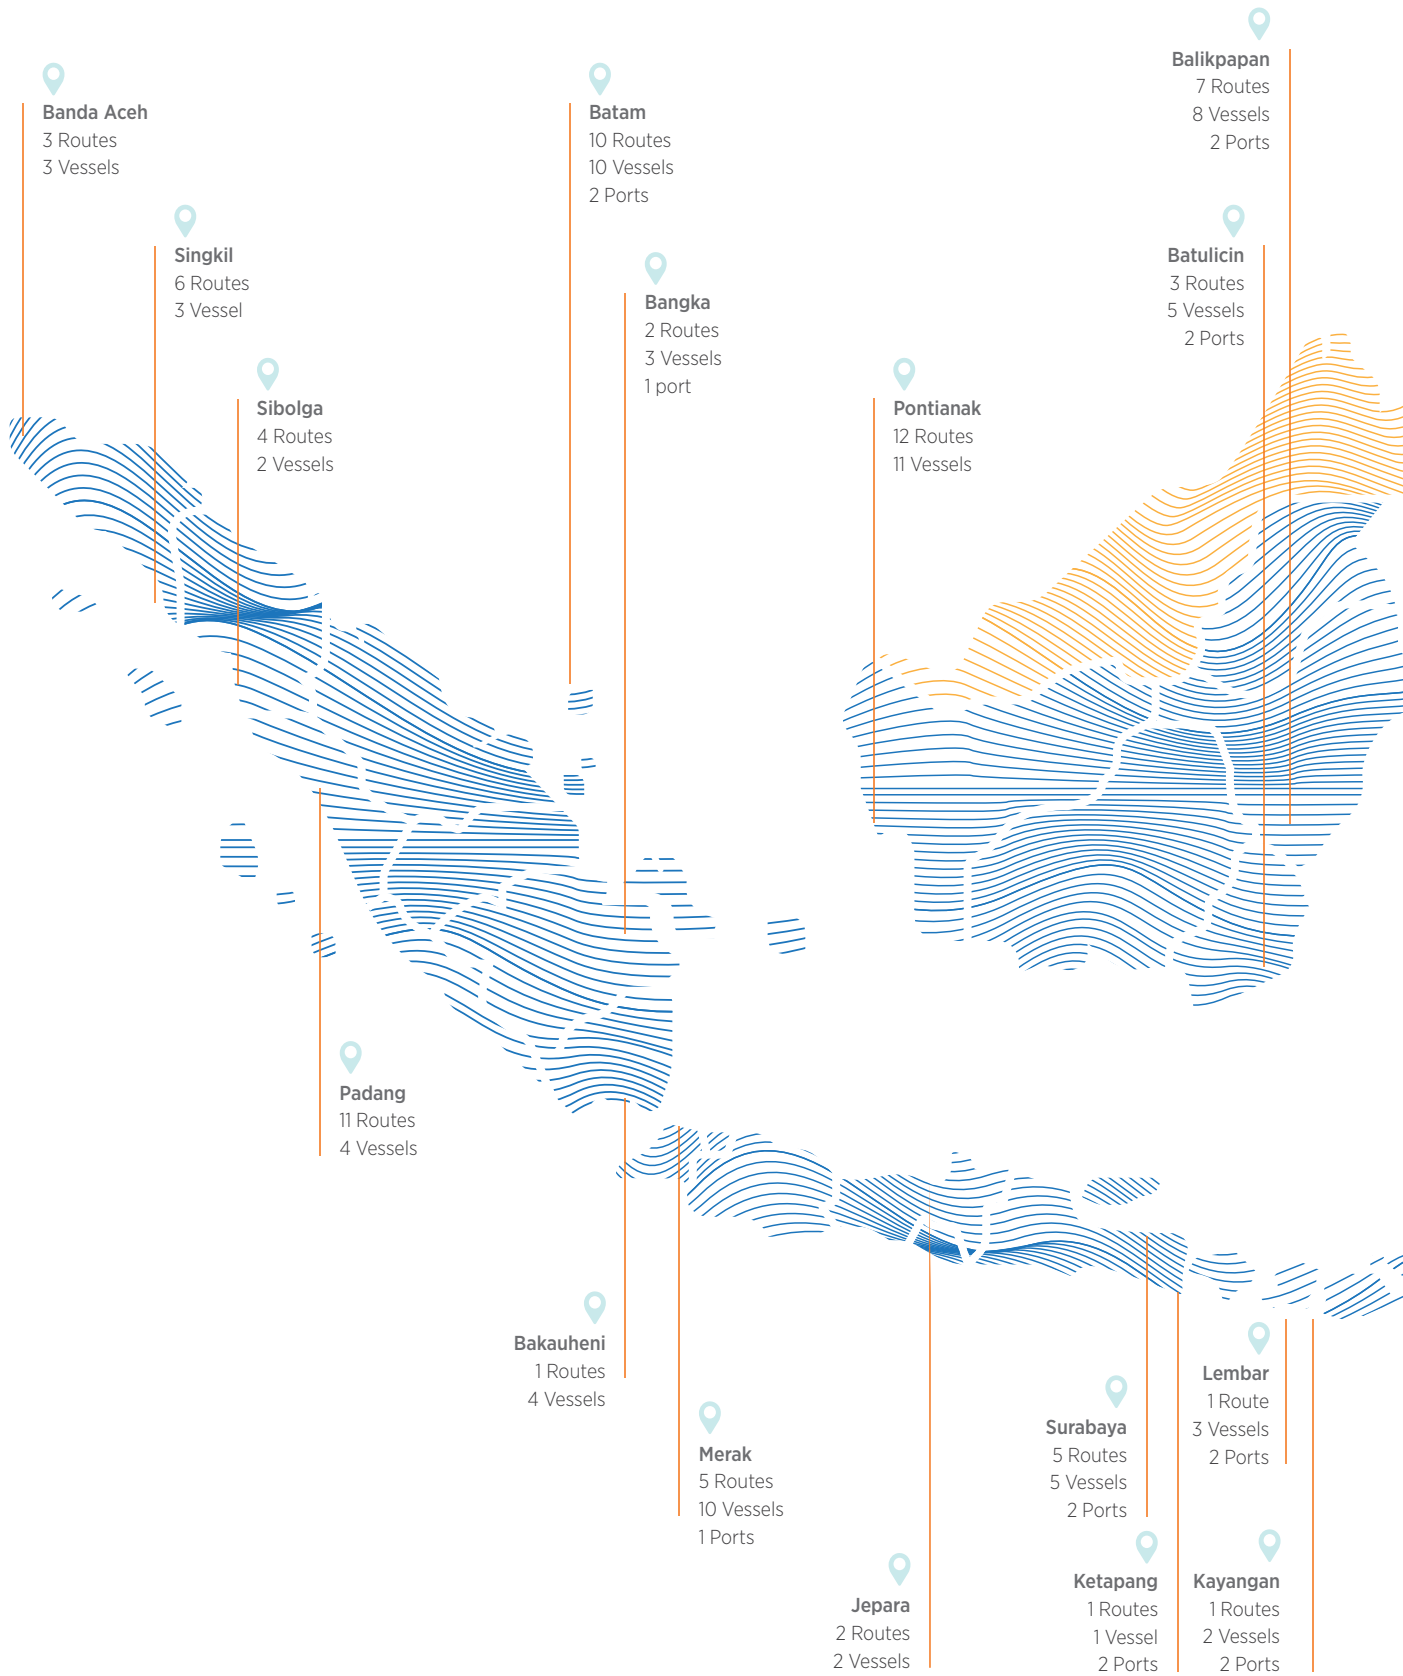 Balikpapan
7 Routes
8 Vessels
2 Ports
Banda Aceh
3 Routes
3 Vessels
Batam
10 Routes
10 Vessels
2 Ports
Singkil
6 Routes
3 Vessel
Batulicin
3 Routes
5 Vessels
2 Ports
Bangka
2 Routes
3 Vessels
1 port
Sibolga
4 Routes
2 Vessels
Pontianak
12 Routes
11 Vessels
Padang
11 Routes
4 Vessels
Bakauheni
1 Routes
4 Vessels
Merak
5 Routes
10 Vessels
1 Ports
Lembar
1 Route
3 Vessels
2 Ports
Surabaya
5 Routes
5 Vessels
2 Ports
Jepara
2 Routes
2 Vessels
Ketapang
1 Routes
1 Vessel
2 Ports
Kayangan
1 Routes
2 Vessels
2 Ports